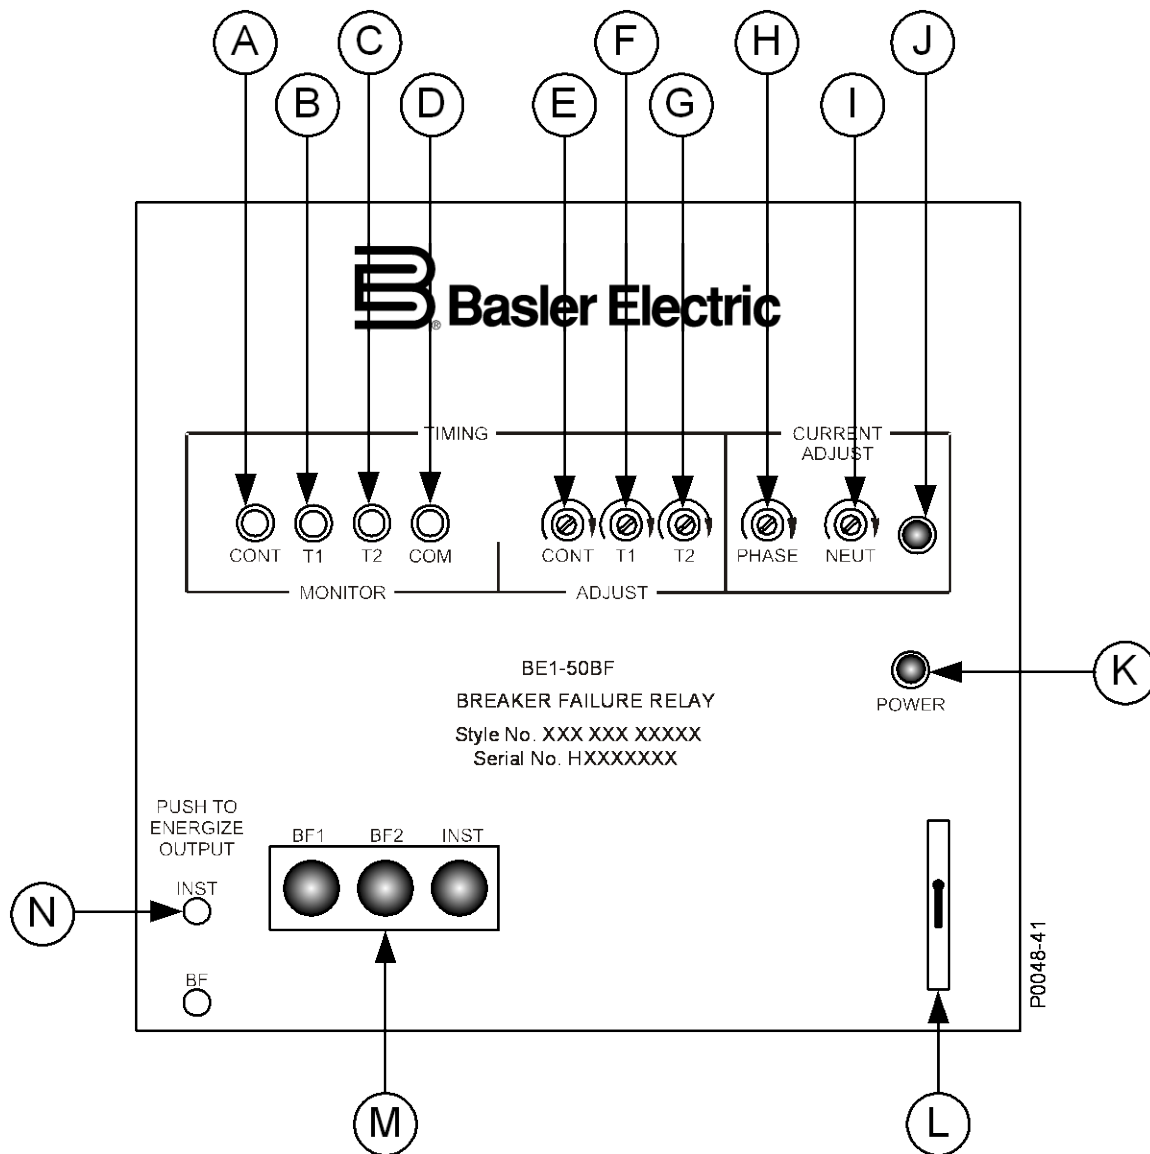 A C F H J
B D E G I
® Basler Electric
TIMING
CURRENT
ADJUST
CONT T1 T2 COM CONT T1 T2 PHASE NEUT
MONITOR ADJUST
BE1-50BF
BREAKER FAILURE RELAY
Style No. XXX XXX XXXXX
Serial No. HXXXXXXX
POWER
K
PUSH TO
ENERGIZE
OUTPUT
BF1 BF2 INST
INST
N
BF
P0048-41
M L